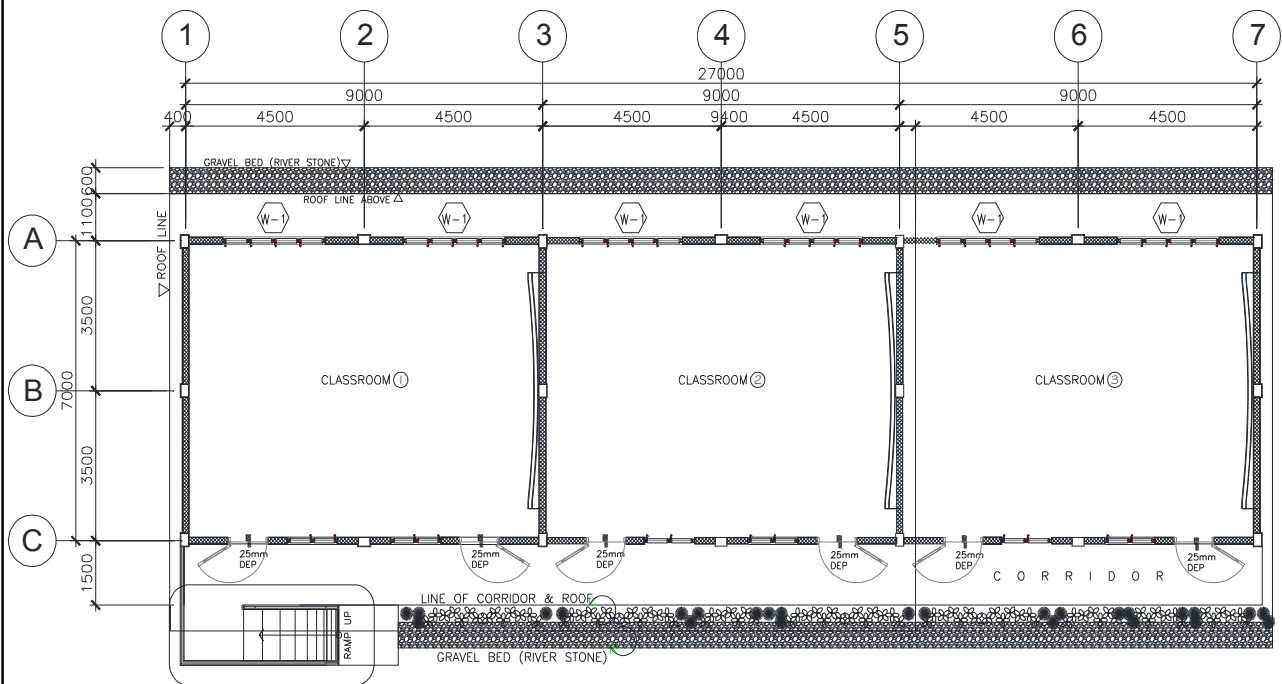 1 2 3 4 5 6 7
27000
9000 9000 9000
400 4500 4500 4500 9400 4500 4500 4500
GRAVEL BED (RIVER STONE)
600
ROOF LINE ABOVE
1100
W-1 W-1 W-1 W-1 W-1 W-1
A
ROOF LINE
3500
CLASSROOM 1 CLASSROOM 2 CLASSROOM 3
B
7000
3500
C
25mm 25mm 25mm 25mm 25mm 25mm
DEP DEP DEP DEP DEP DEP
1500
CORRIDOR
LINE OF CORRIDOR & ROOF
RAMP UP
GRAVEL BED (RIVER STONE)